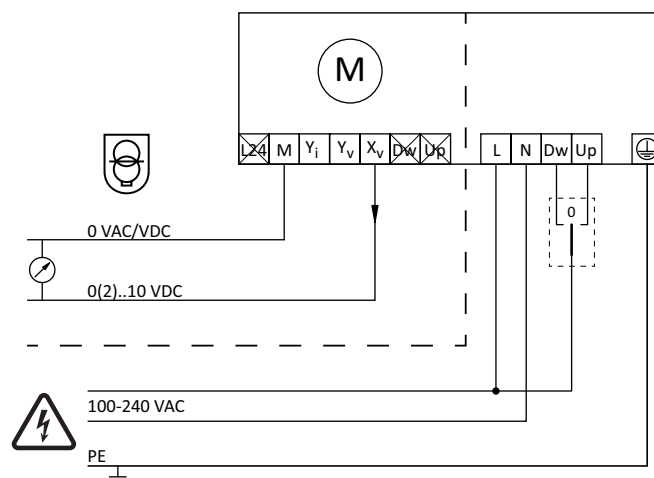 M
L24 M Yi Yv Xv Dw Up L N Dw Up
0
0 VAC/VDC
0(2)..10 VDC
100-240 VAC
PE